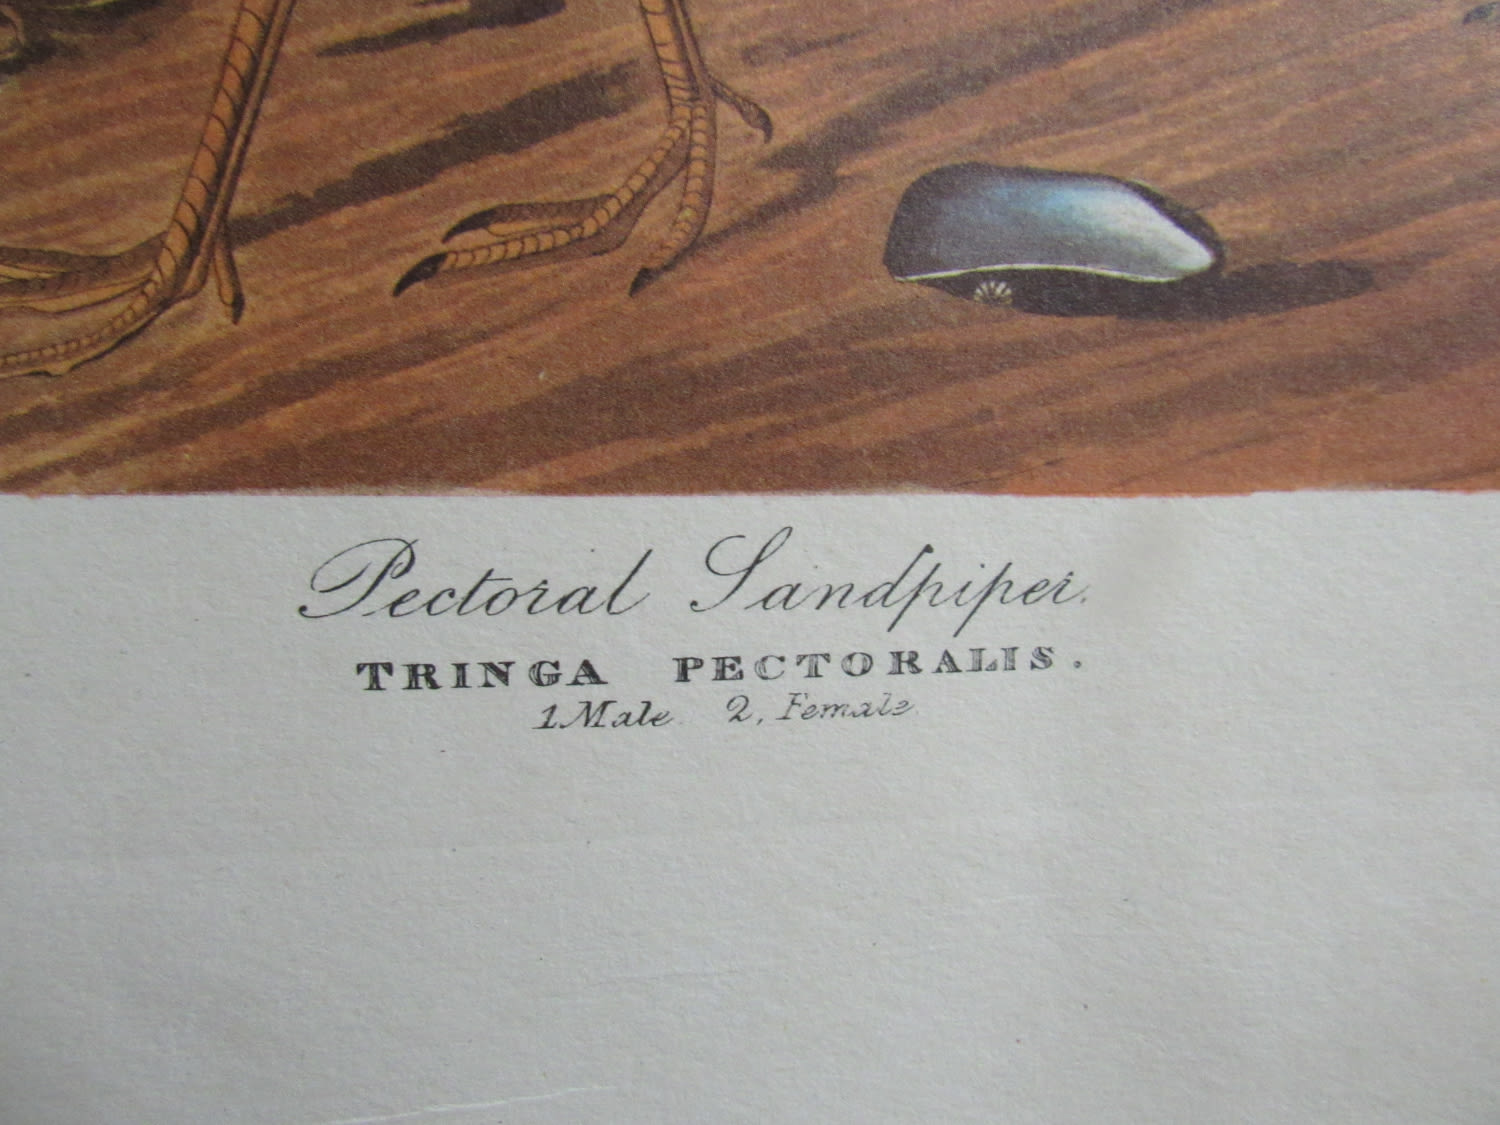 Pectoral Sandpiper.
TRINGA PECTORALIS.
1. Male. 2, Female.